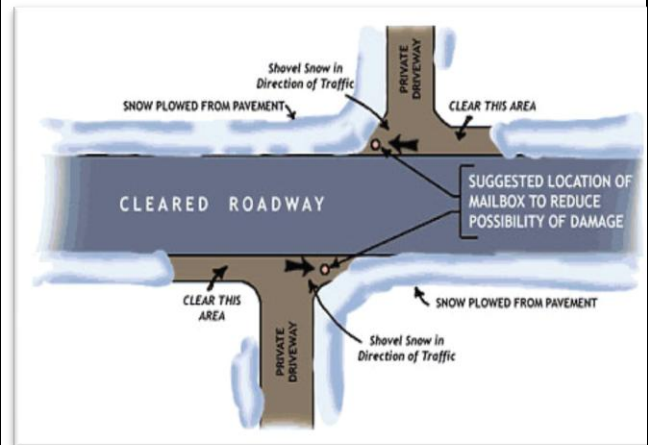 Shovel Snow in
Direction of Traffic
SNOW PLOWED FROM PAVEMENT
PRIVATE
DRIVEWAY
CLEAR THIS AREA
CLEARED ROADWAY
SUGGESTED LOCATION OF
MAILBOX TO REDUCE
POSSIBILITY OF DAMAGE
CLEAR THIS
AREA
SNOW PLOWED FROM PAVEMENT
PRIVATE
DRIVEWAY
Shovel Snow in
Direction of Traffic